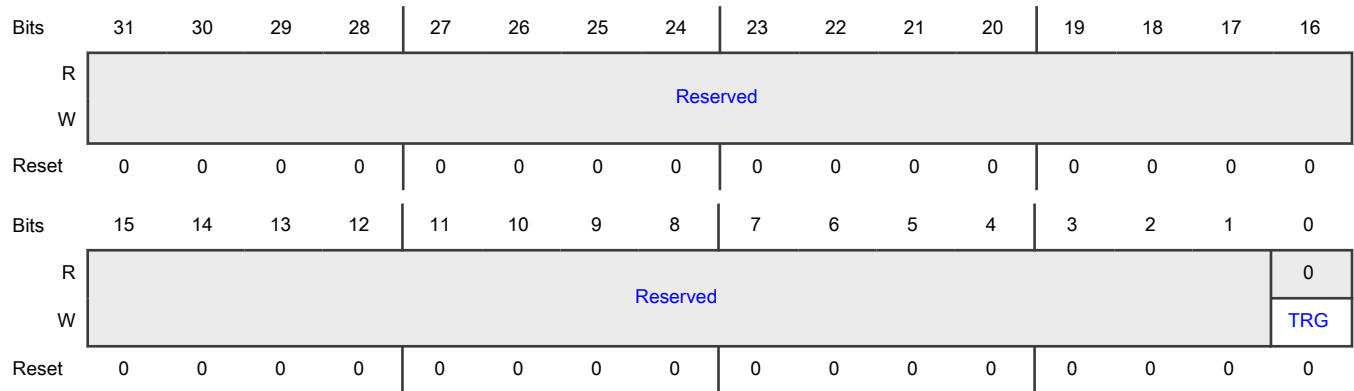 Bits 31 30 29 28 27 26 25 24 23 22 21 20 19 18 17 16
R
Reserved
W
Reset 0 0 0 0 0 0 0 0 0 0 0 0 0 0 0 0
Bits 15 14 13 12 11 10 9 8 7 6 5 4 3 2 1 0
R 0
Reserved
W TRG
Reset 0 0 0 0 0 0 0 0 0 0 0 0 0 0 0 0